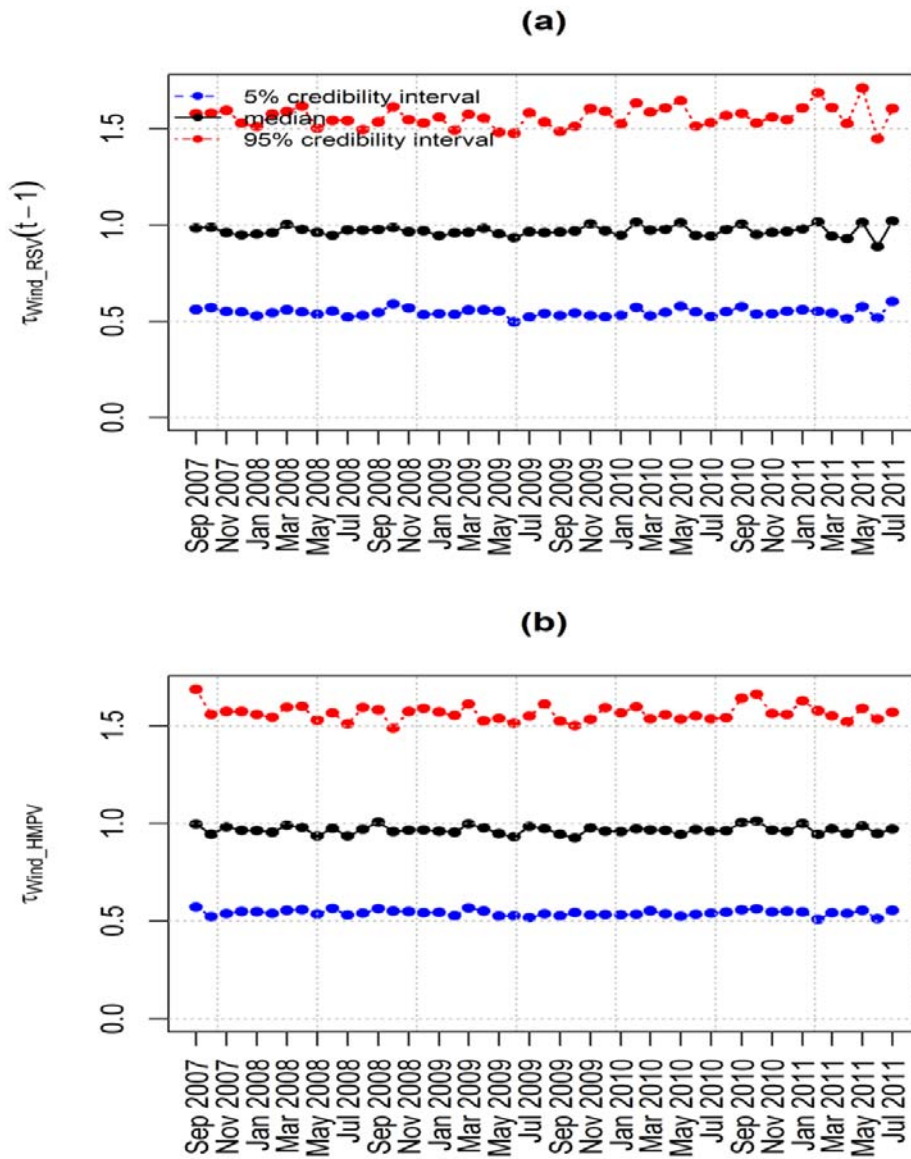 (a)
5% credibility interval
median
95% credibility interval
τWind_RSV(t−1)
1.5
1.0
0.5
0.0
Sep 2007
Nov 2007
Jan 2008
Mar 2008
May 2008
Jul 2008
Sep 2008
Nov 2008
Jan 2009
Mar 2009
May 2009
Jul 2009
Sep 2009
Nov 2009
Jan 2010
Mar 2010
May 2010
Jul 2010
Sep 2010
Nov 2010
Jan 2011
Mar 2011
May 2011
Jul 2011
(b)
τWind_HMPV
1.5
1.0
0.5
0.0
Sep 2007
Nov 2007
Jan 2008
Mar 2008
May 2008
Jul 2008
Sep 2008
Nov 2008
Jan 2009
Mar 2009
May 2009
Jul 2009
Sep 2009
Nov 2009
Jan 2010
Mar 2010
May 2010
Jul 2010
Sep 2010
Nov 2010
Jan 2011
Mar 2011
May 2011
Jul 2011